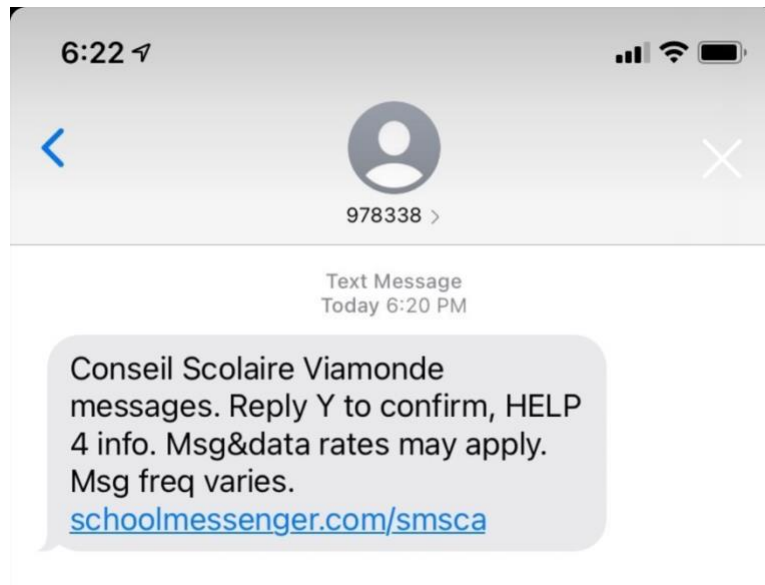 6:22
978338 >
Text Message
Today 6:20 PM
Conseil Scolaire Viamonde
messages. Reply Y to confirm, HELP
4 info. Msg&data rates may apply.
Msg freq varies.
schoolmessenger.com/smsca